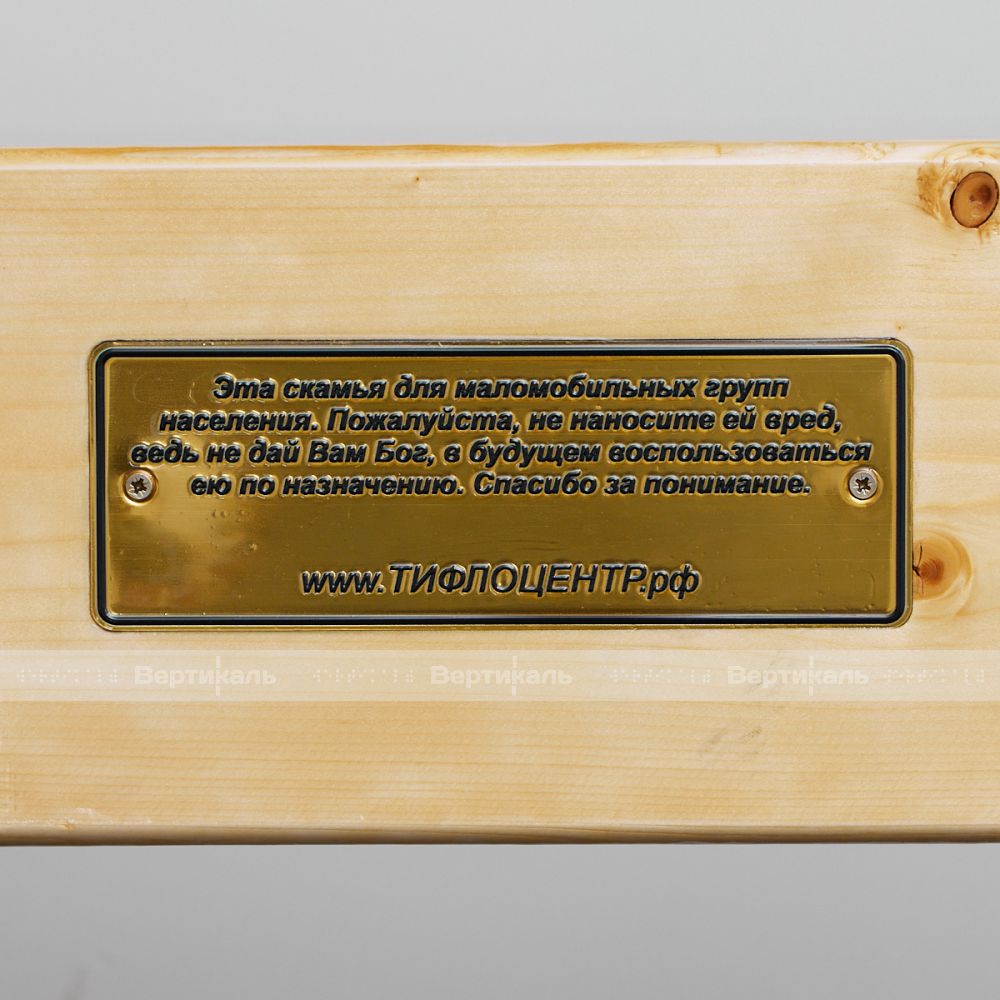 Эта скамья для маломобильных групп
населения. Пожалуйста, не наносите ей вред,
ведь не дай Вам Бог, в будущем воспользоваться
ею по назначению. Спасибо за понимание.
www.ТИФЛОЦЕНТР.рф
Вертикаль Вертикаль Вертикаль